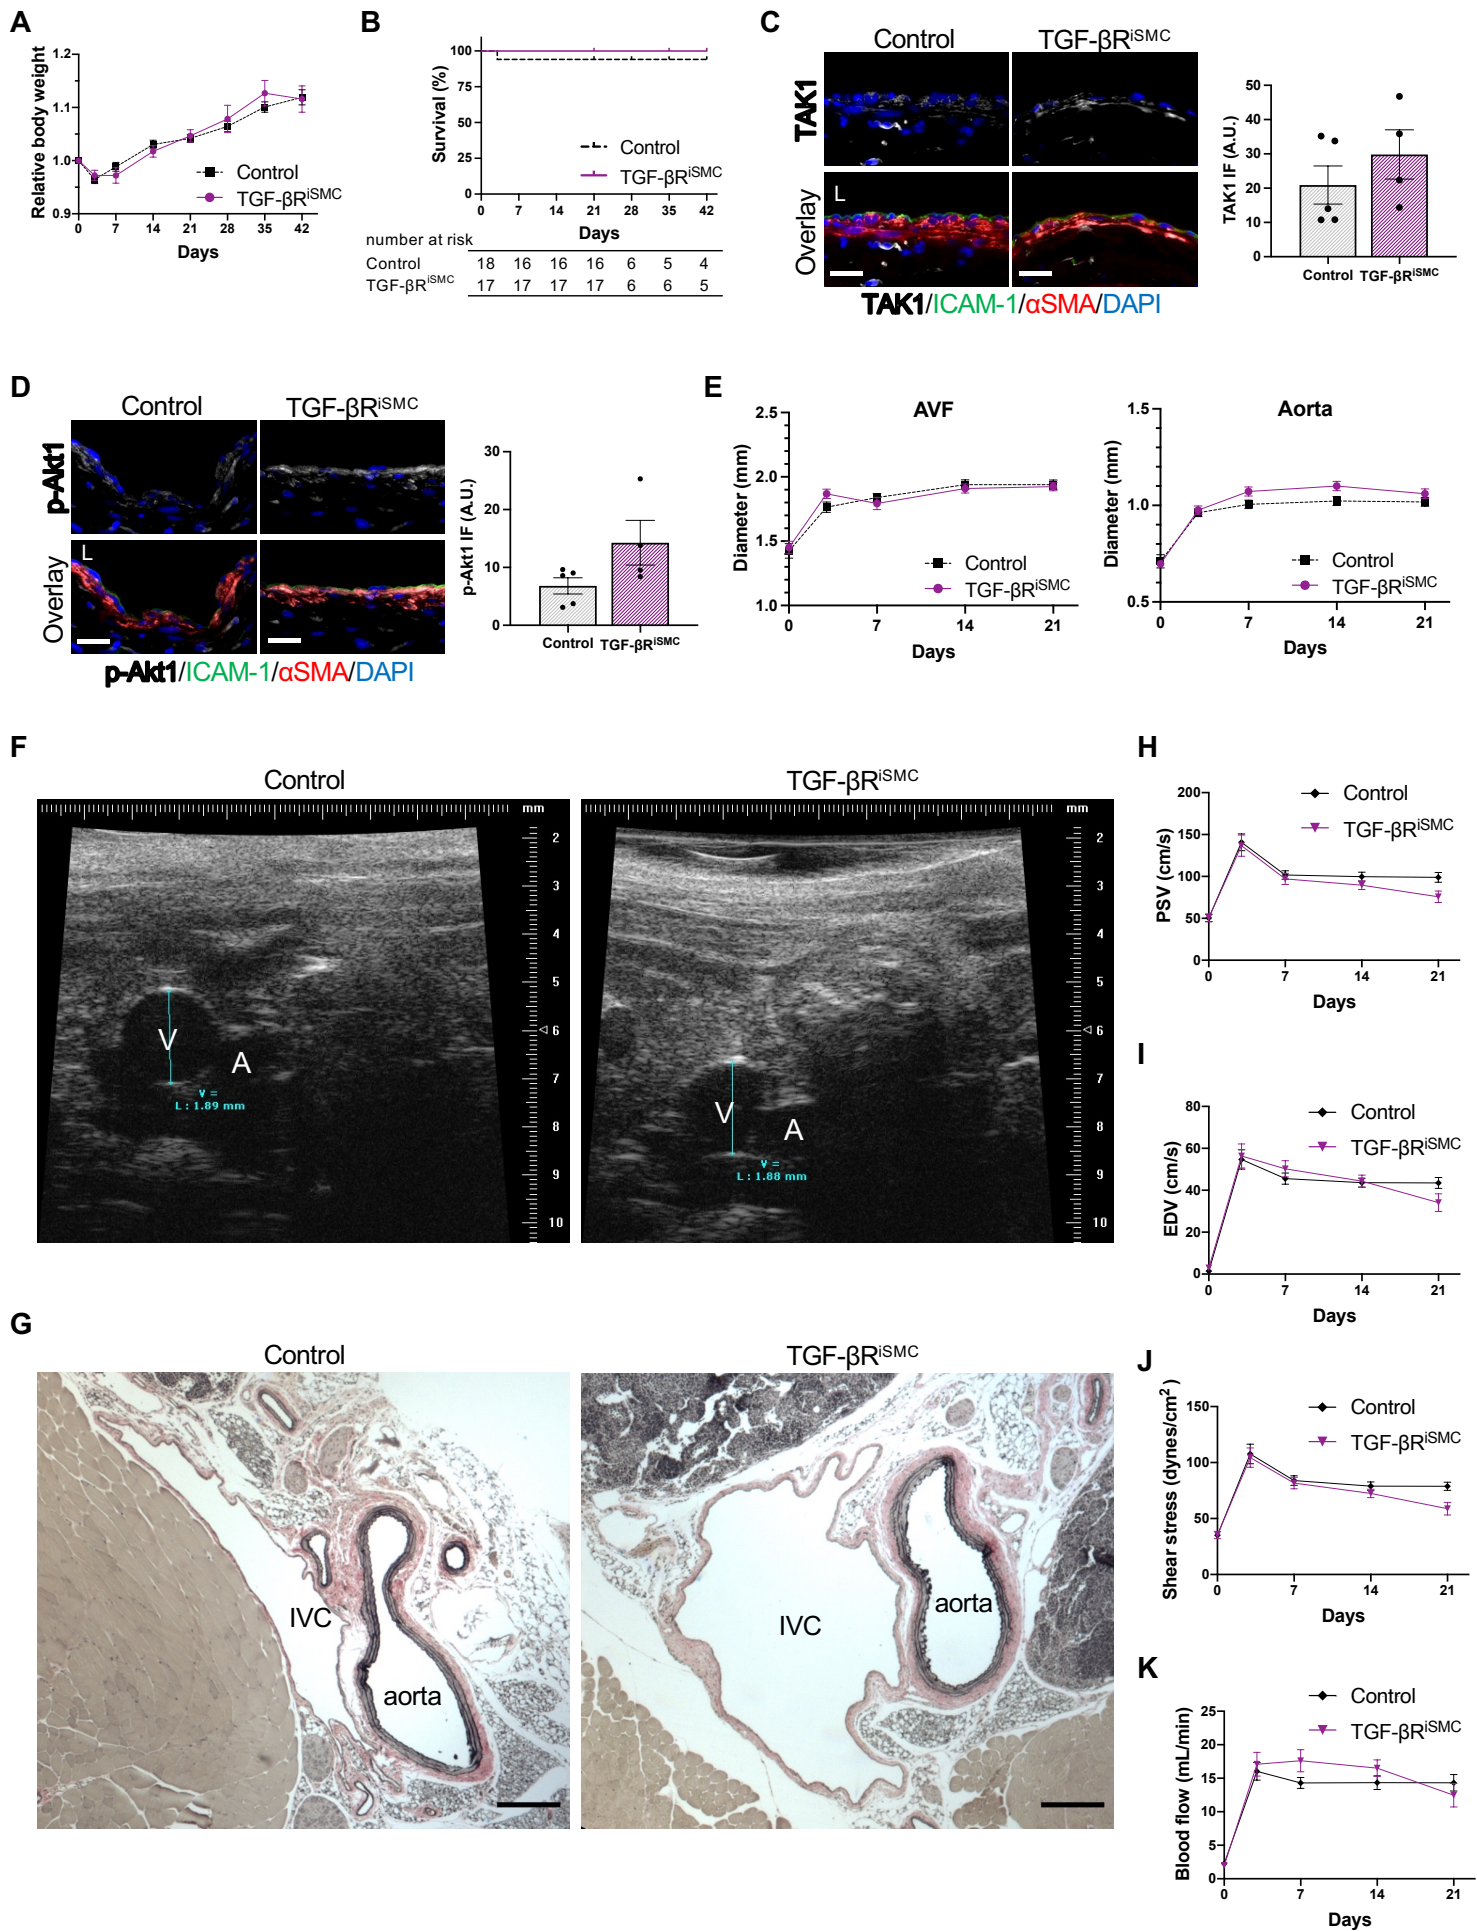 A
Relative body weight
1.2
1.1
1.0
0.9
0 7 14 21 28 35 42
Days
Control
TGF-βRiSMC
B
Survival (%)
100
75
50
25
0
0 7 14 21 28 35 42
Days
Control
TGF-βRiSMC
number at risk
Control 18 16 16 16 6 5 4
TGF-βRiSMC 17 17 17 17 6 6 5
C
Control TGF-βRiSMC
TAK1
Overlay
L
TAK1/ICAM-1/αSMA/DAPI
TAK1 IF (A.U.)
50
40
30
20
10
0
Control TGF-βRiSMC
D
Control TGF-βRiSMC
p-Akt1
Overlay
L
p-Akt1/ICAM-1/αSMA/DAPI
p-Akt1 IF (A.U.)
30
20
10
0
Control TGF-βRiSMC
E
AVF
Diameter (mm)
2.5
2.0
1.5
1.0
0 7 14 21
Days
Control
TGF-βRiSMC
Aorta
Diameter (mm)
1.5
1.0
0.5
0 7 14 21
Days
Control
TGF-βRiSMC
F
Control
mm
2
3
4
5
6
7
8
9
10
V
A
V =
L : 1.89 mm
TGF-βRiSMC
mm
2
3
4
5
6
7
8
9
10
V
A
V =
L : 1.88 mm
G
Control
IVC
aorta
TGF-βRiSMC
IVC
aorta
H
PSV (cm/s)
200
150
100
50
0
0 7 14 21
Days
Control
TGF-βRiSMC
I
EDV (cm/s)
80
60
40
20
0
0 7 14 21
Days
Control
TGF-βRiSMC
J
Shear stress (dynes/cm2)
150
100
50
0
0 7 14 21
Days
Control
TGF-βRiSMC
K
Blood flow (mL/min)
25
20
15
10
5
0
0 7 14 21
Days
Control
TGF-βRiSMC